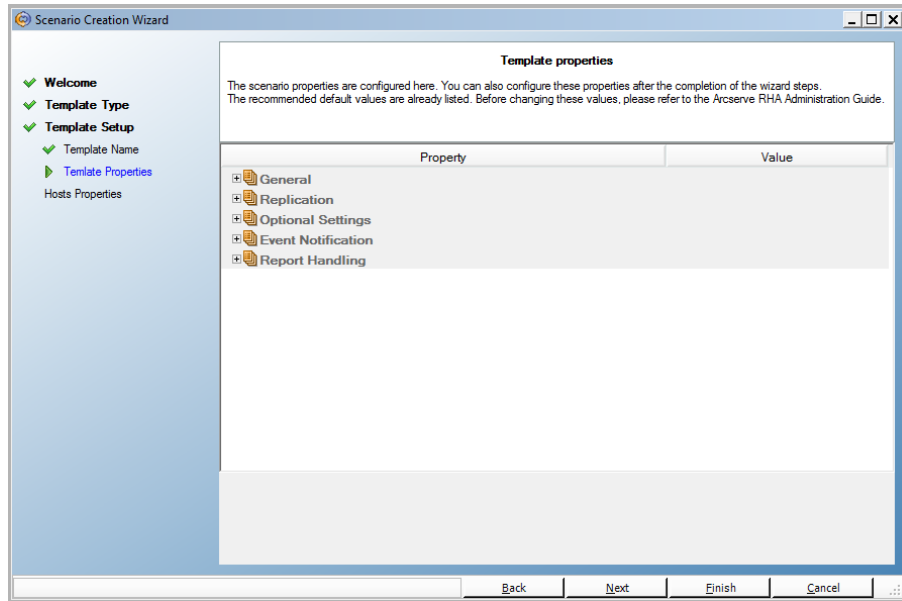 Scenario Creation Wizard
Welcome
Template Type
Template Setup
Template Name
Temlate Properties
Hosts Properties
Template properties
The scenario properties are configured here. You can also configure these properties after the completion of the wizard steps.
The recommended default values are already listed. Before changing these values, please refer to the Arcserve RHA Administration Guide.
Property Value
General
Replication
Optional Settings
Event Notification
Report Handling
Back Next Finish Cancel